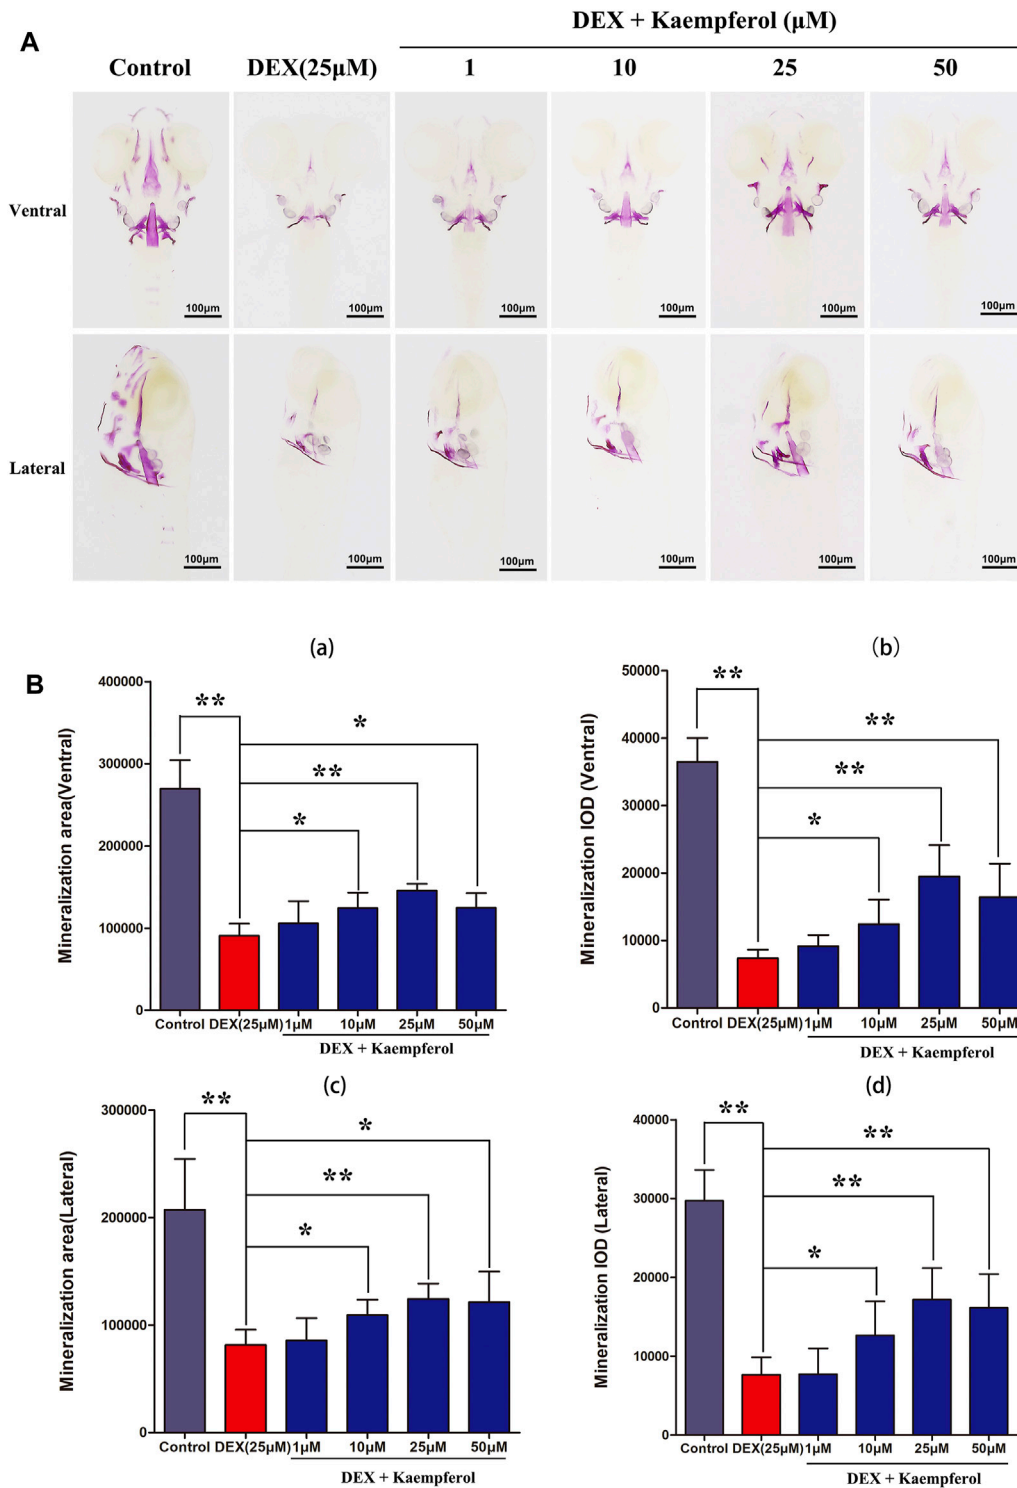 A
DEX + Kaempferol (μM)
Control DEX(25μM) 1 10 25 50
Ventral
100μm 100μm 100μm 100μm 100μm 100μm
Lateral
100μm 100μm 100μm 100μm 100μm 100μm
B
(a)
Mineralization area(Ventral)
400000
300000
200000
100000
0
** * ** *
Control DEX(25μM) 1μM 10μM 25μM 50μM
DEX + Kaempferol
(b)
Mineralization IOD (Ventral)
50000
40000
30000
20000
10000
0
** ** ** *
Control DEX(25μM) 1μM 10μM 25μM 50μM
DEX + Kaempferol
(c)
Mineralization area(Lateral)
300000
200000
100000
0
** * ** *
Control DEX(25μM) 1μM 10μM 25μM 50μM
DEX + Kaempferol
(d)
Mineralization IOD (Lateral)
40000
30000
20000
10000
0
** ** ** *
Control DEX(25μM) 1μM 10μM 25μM 50μM
DEX + Kaempferol